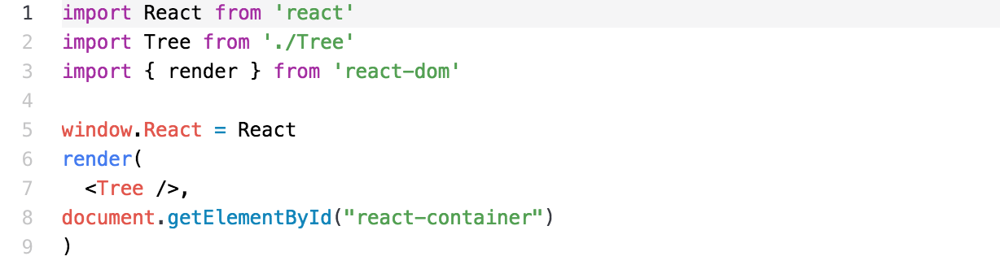 1 import React from 'react'
2 import Tree from './Tree'
3 import { render } from 'react-dom'
4
5 window.React = React
6 render(
7   <Tree />,
8 document.getElementById("react-container")
9 )